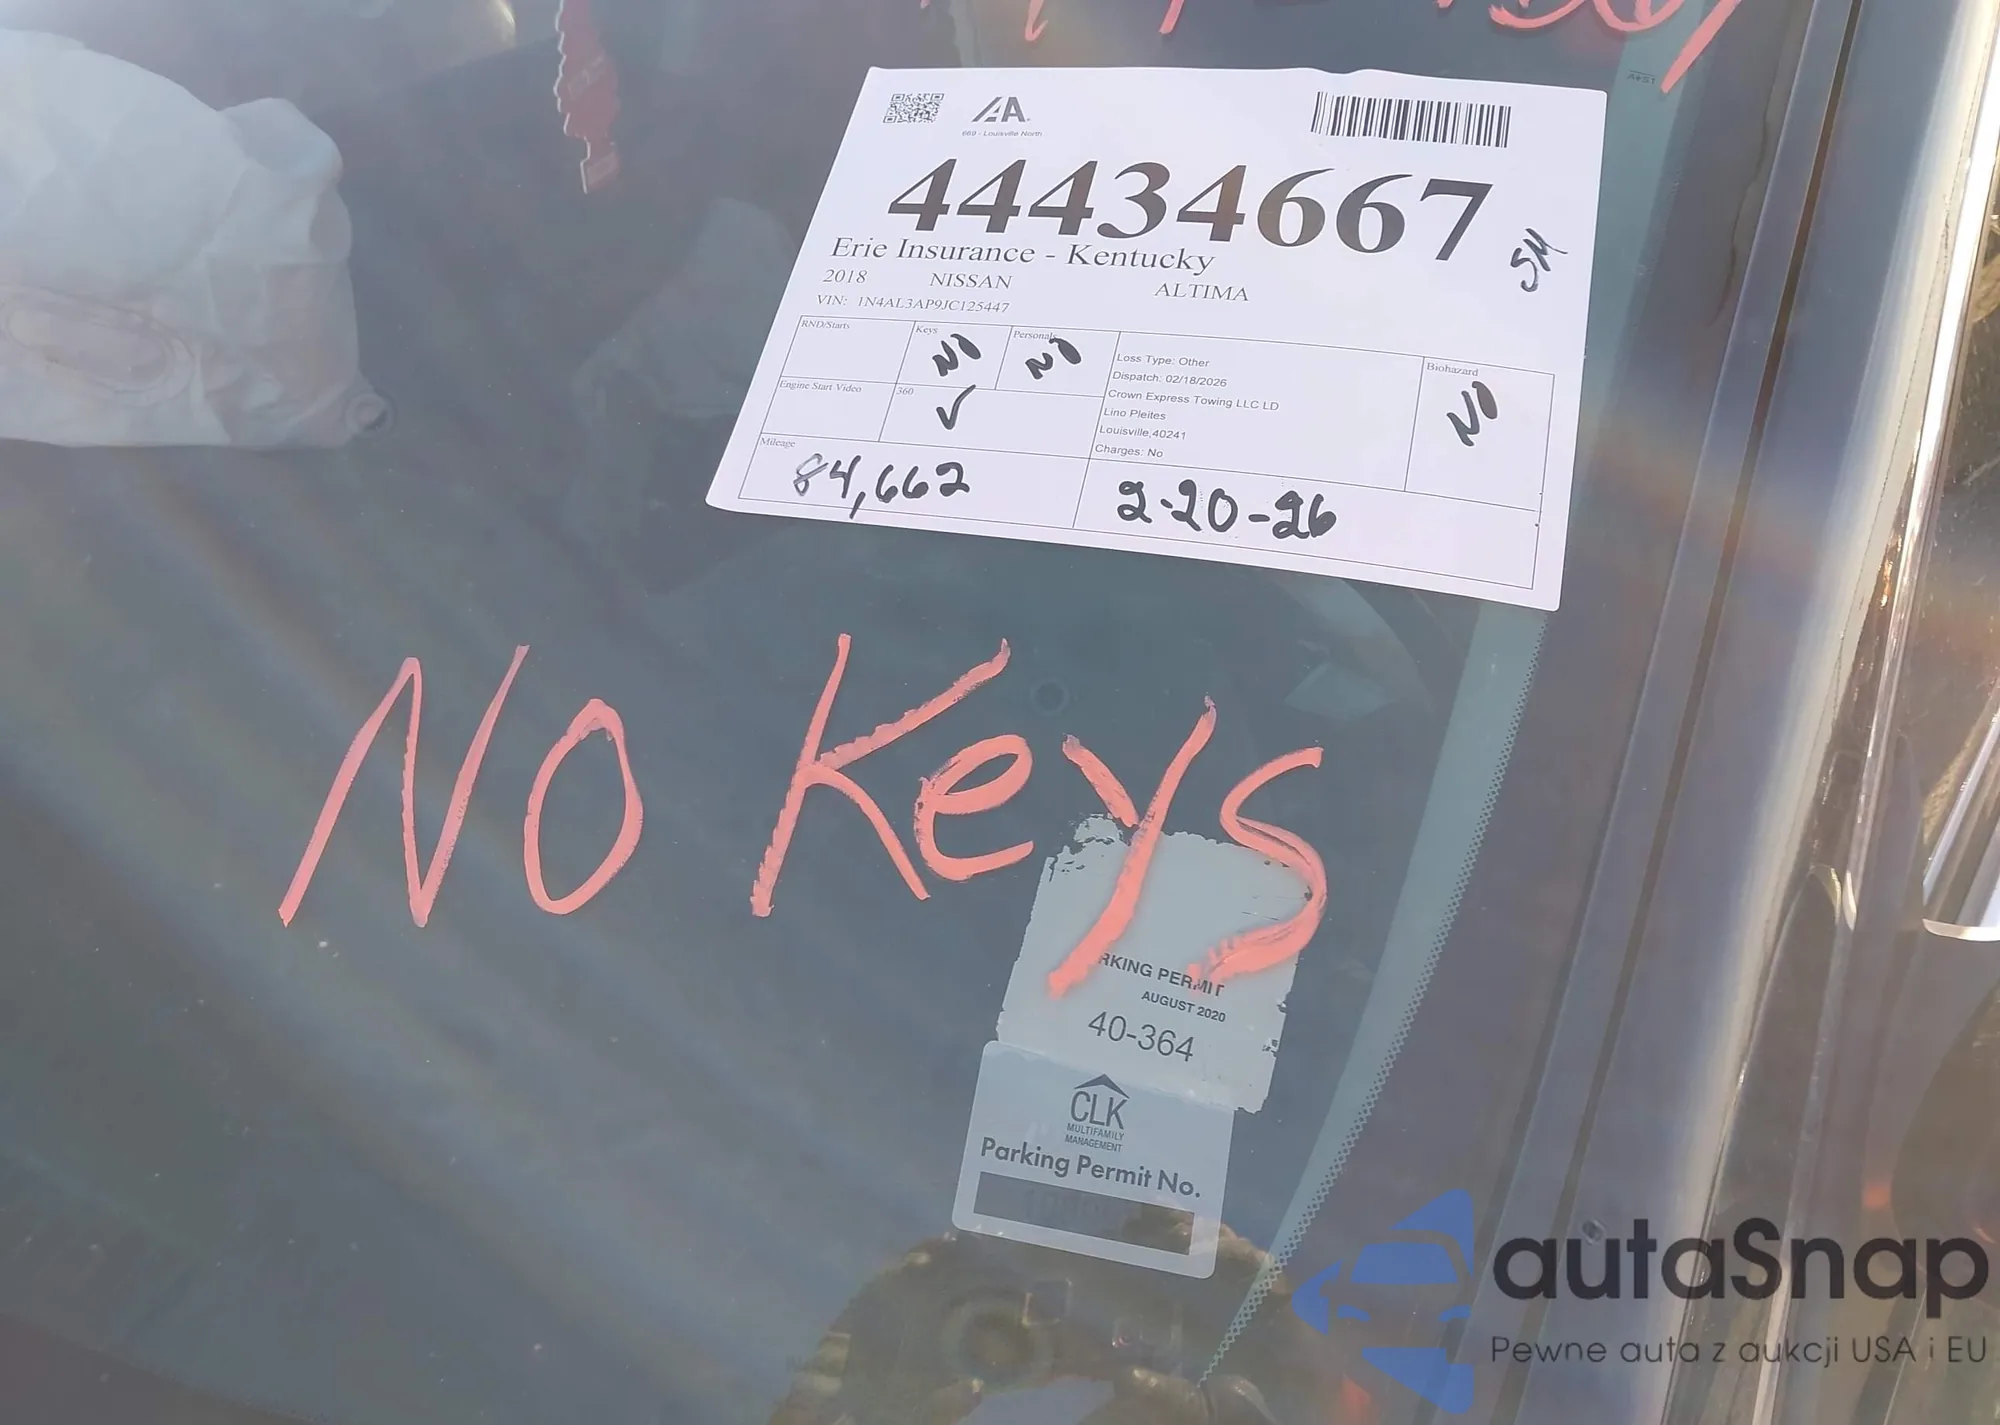 IAA
669 - Louisville North
44434667
SM
Erie Insurance - Kentucky
2018 NISSAN ALTIMA
VIN: 1N4AL3AP9JC125447
RND/Starts
Keys
NO
Personals
NO
Loss Type: Other
Dispatch: 02/18/2026
Crown Express Towing LLC LD
Lino Pleites
Louisville,40241
Charges: No
Biohazard
NO
Engine Start Video
360
✓
Mileage
84,662
2-20-26
NO Keys
RKING PERMIT
AUGUST 2020
40-364
CLK
MULTIFAMILY
MANAGEMENT
Parking Permit No.
autaSnap
Pewne auta z aukcji USA i EU